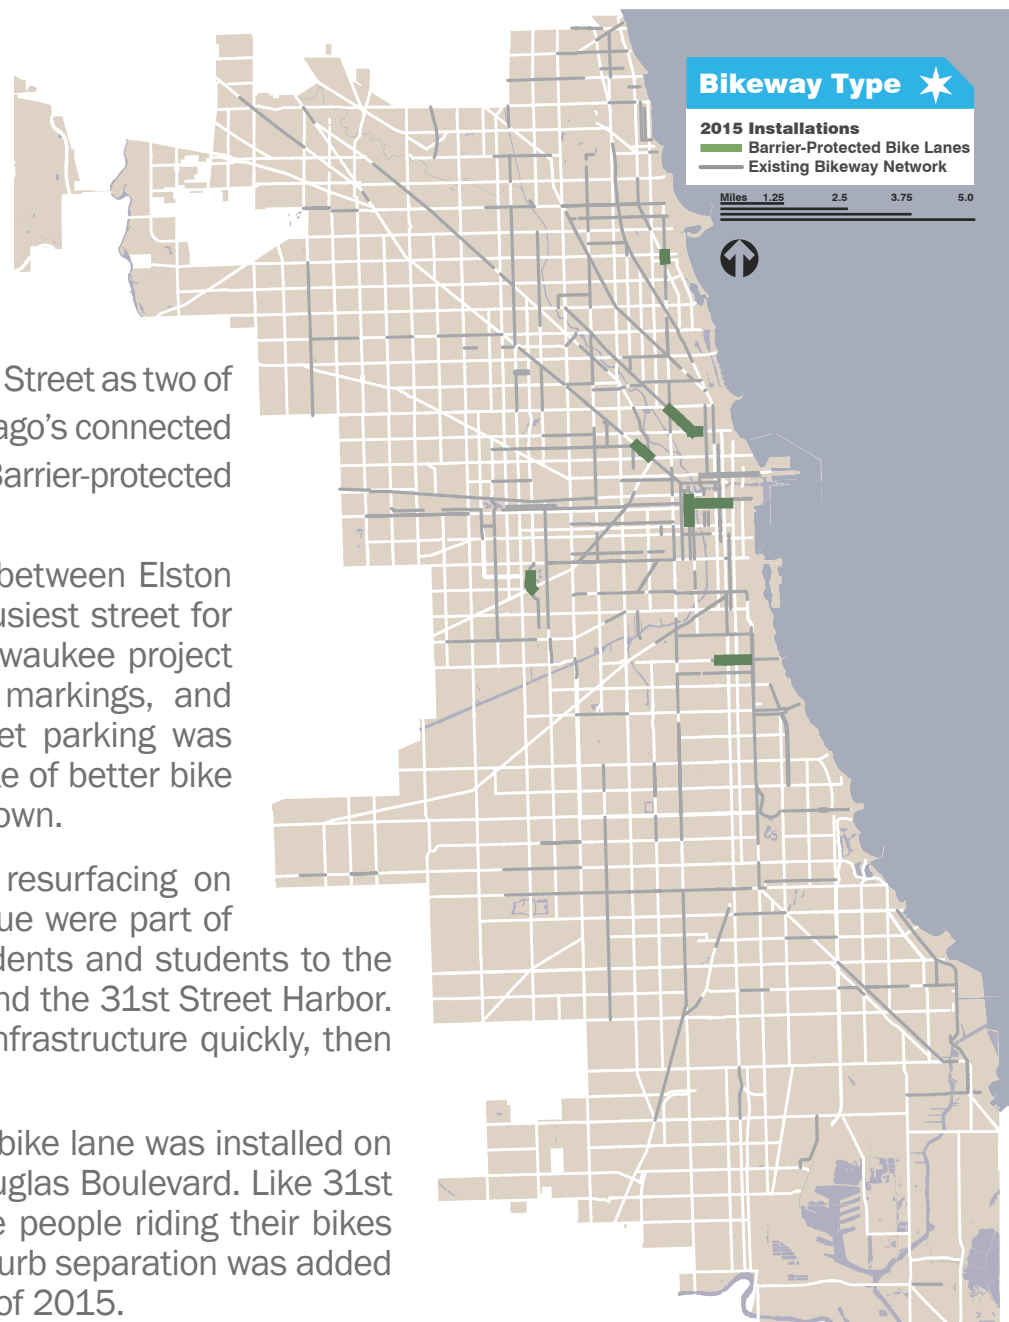 Bikeway Type
2015 Installations
Barrier-Protected Bike Lanes
Existing Bikeway Network
Miles 1.25 2.5 3.75 5.0
Street as two of
ago's connected
Barrier-protected
between Elston
usiest street for
lwaukee project
markings, and
et parking was
e of better bike
own.
resurfacing on
ue were part of
dents and students to the
nd the 31st Street Harbor.
nfrastructure quickly, then
bike lane was installed on
uglas Boulevard. Like 31st
e people riding their bikes
urb separation was added
of 2015.